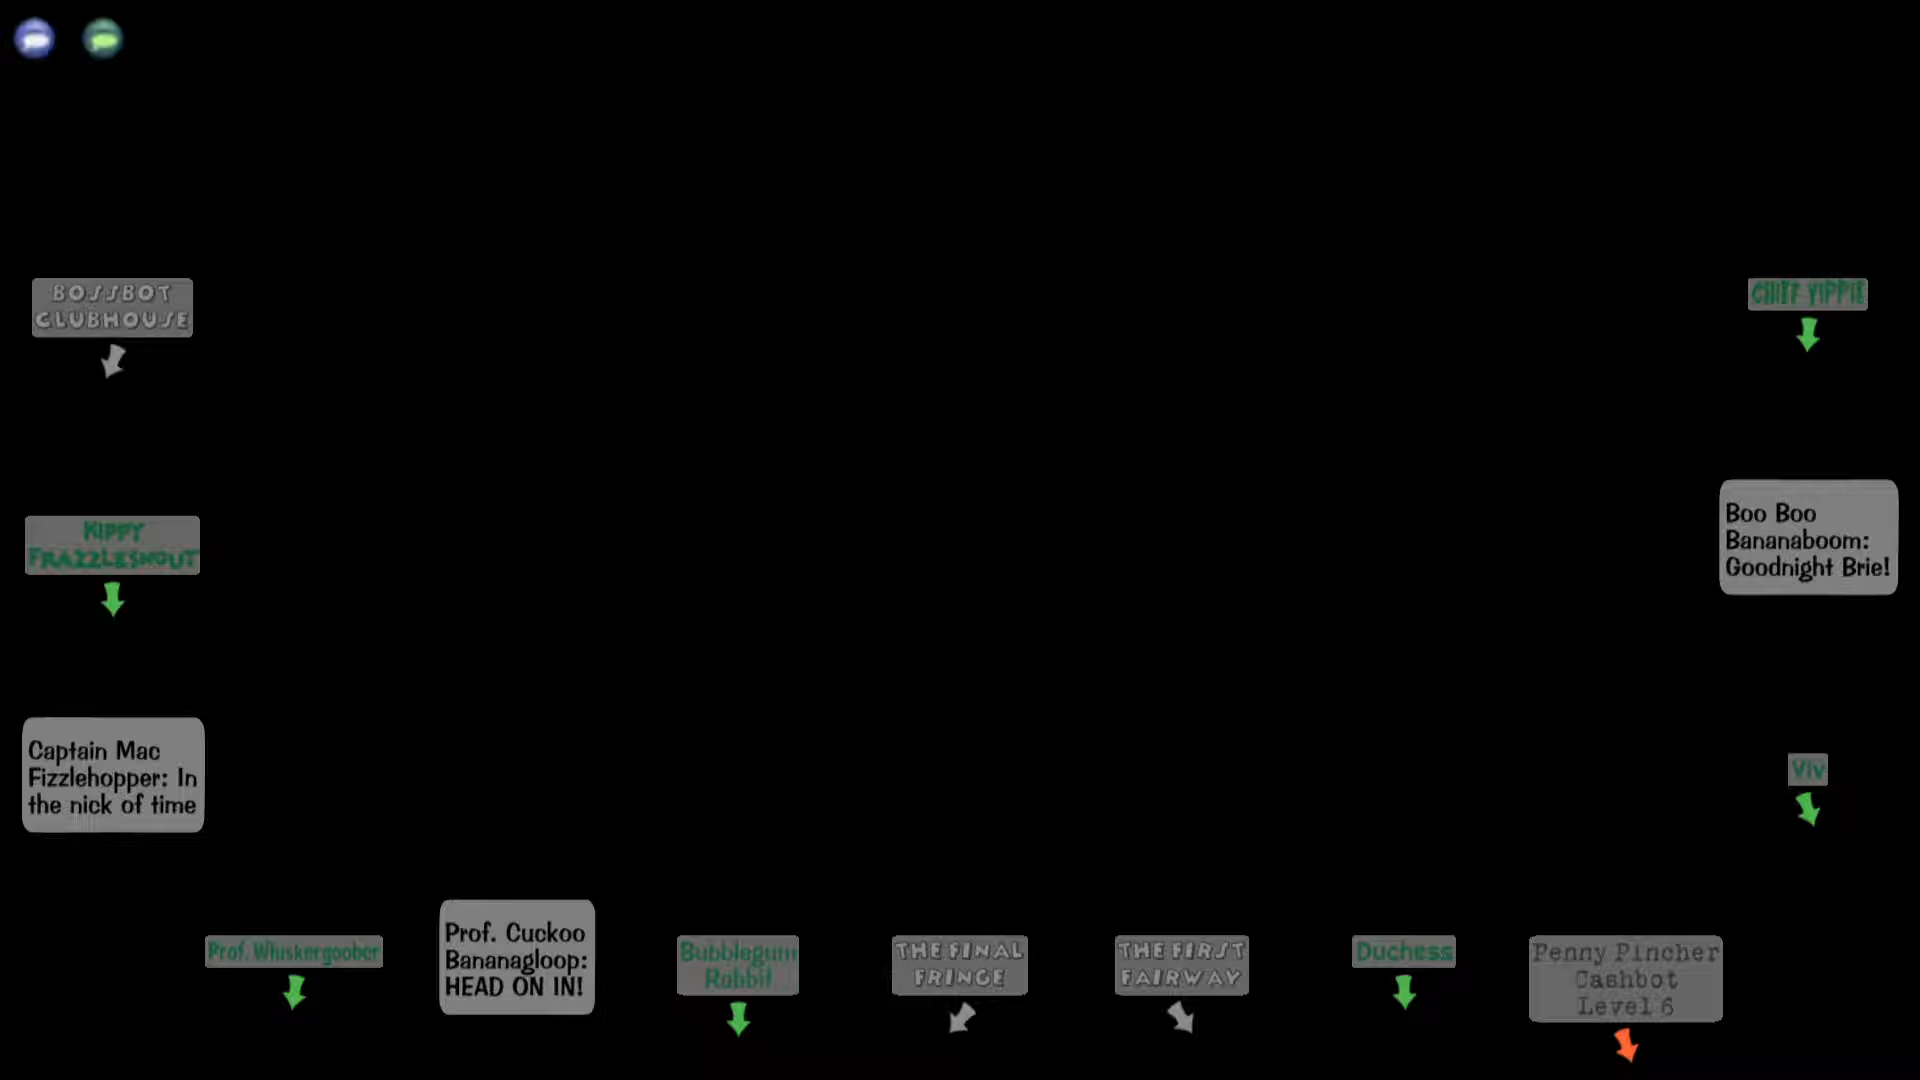 BOSSBOT
CLUBHOUSE
CHIEF YIPPIE
KIPPY
FRAZZLESNOUT
Boo Boo
Bananaboom:
Goodnight Brie!
Captain Mac
Fizzlehopper: In
the nick of time
Viv
Prof. Whiskergoober
Prof. Cuckoo
Bananagloop:
HEAD ON IN!
Bubblegum
Rabbit
THE FINAL
FRINGE
THE FIRST
FAIRWAY
Duchess
Penny Pincher
Cashbot
Level 6